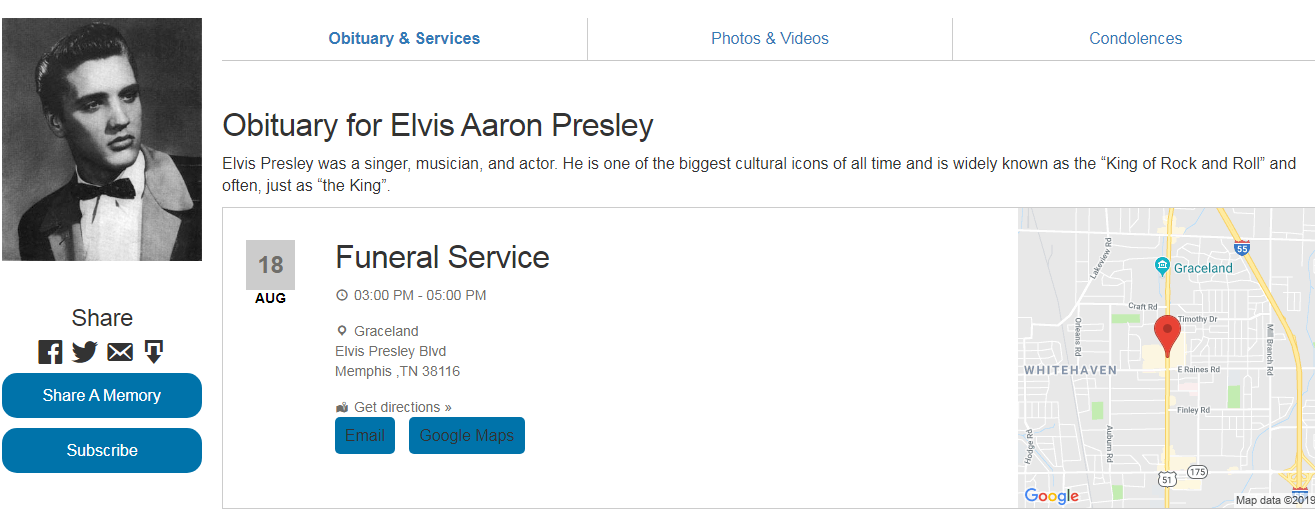 Obituary & Services
Photos & Videos
Condolences
Obituary for Elvis Aaron Presley
Elvis Presley was a singer, musician, and actor. He is one of the biggest cultural icons of all time and is widely known as the “King of Rock and Roll” and
often, just as “the King”.
Share
Share A Memory
Subscribe
18
AUG
Funeral Service
03:00 PM - 05:00 PM
Graceland
Elvis Presley Blvd
Memphis ,TN 38116
Get directions »
Email
Google Maps
Lakeview Rd
55
Graceland
Craft Rd
Timothy Dr
Orleans Rd
Mill Branch Rd
WHITEHAVEN
E Raines Rd
Finley Rd
Auburn Rd
Hodge Rd
175
51
Google
Map data ©2019